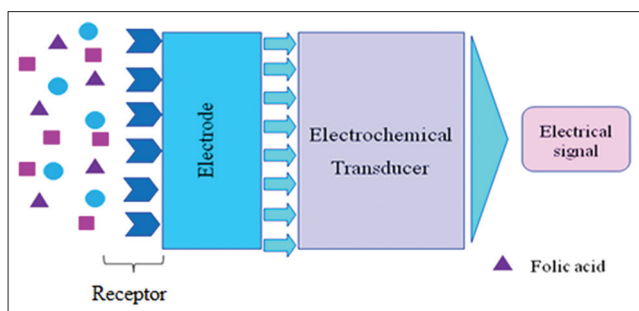 Receptor
Electrode
Electrochemical
Transducer
Electrical
signal
Folic acid